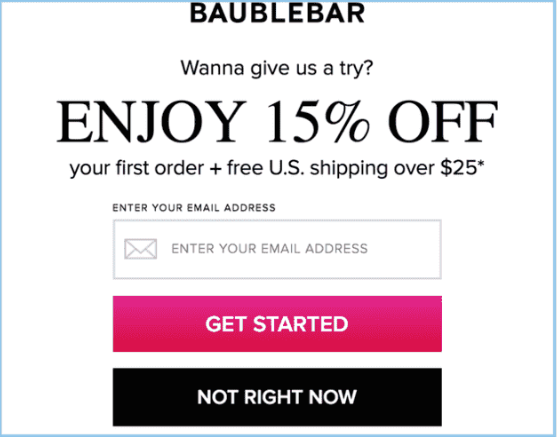 BAUBLEBAR
Wanna give us a try?
ENJOY 15% OFF
your first order + free U.S. shipping over $25*
ENTER YOUR EMAIL ADDRESS
ENTER YOUR EMAIL ADDRESS
GET STARTED
NOT RIGHT NOW